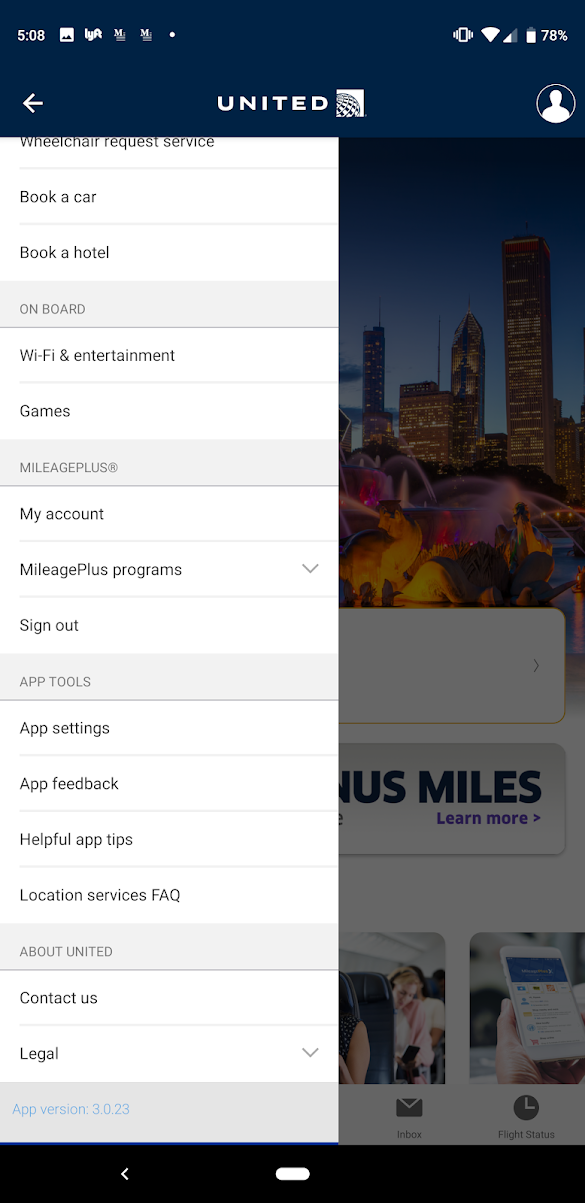 5:08
lyft
78%
UNITED
Wheelchair request service
Book a car
Book a hotel
ON BOARD
Wi-Fi & entertainment
Games
MILEAGEPLUS®
My account
MileagePlus programs
Sign out
APP TOOLS
App settings
App feedback
NUS MILES
Learn more >
Helpful app tips
Location services FAQ
ABOUT UNITED
Contact us
Legal
App version: 3.0.23
Inbox
Flight Status